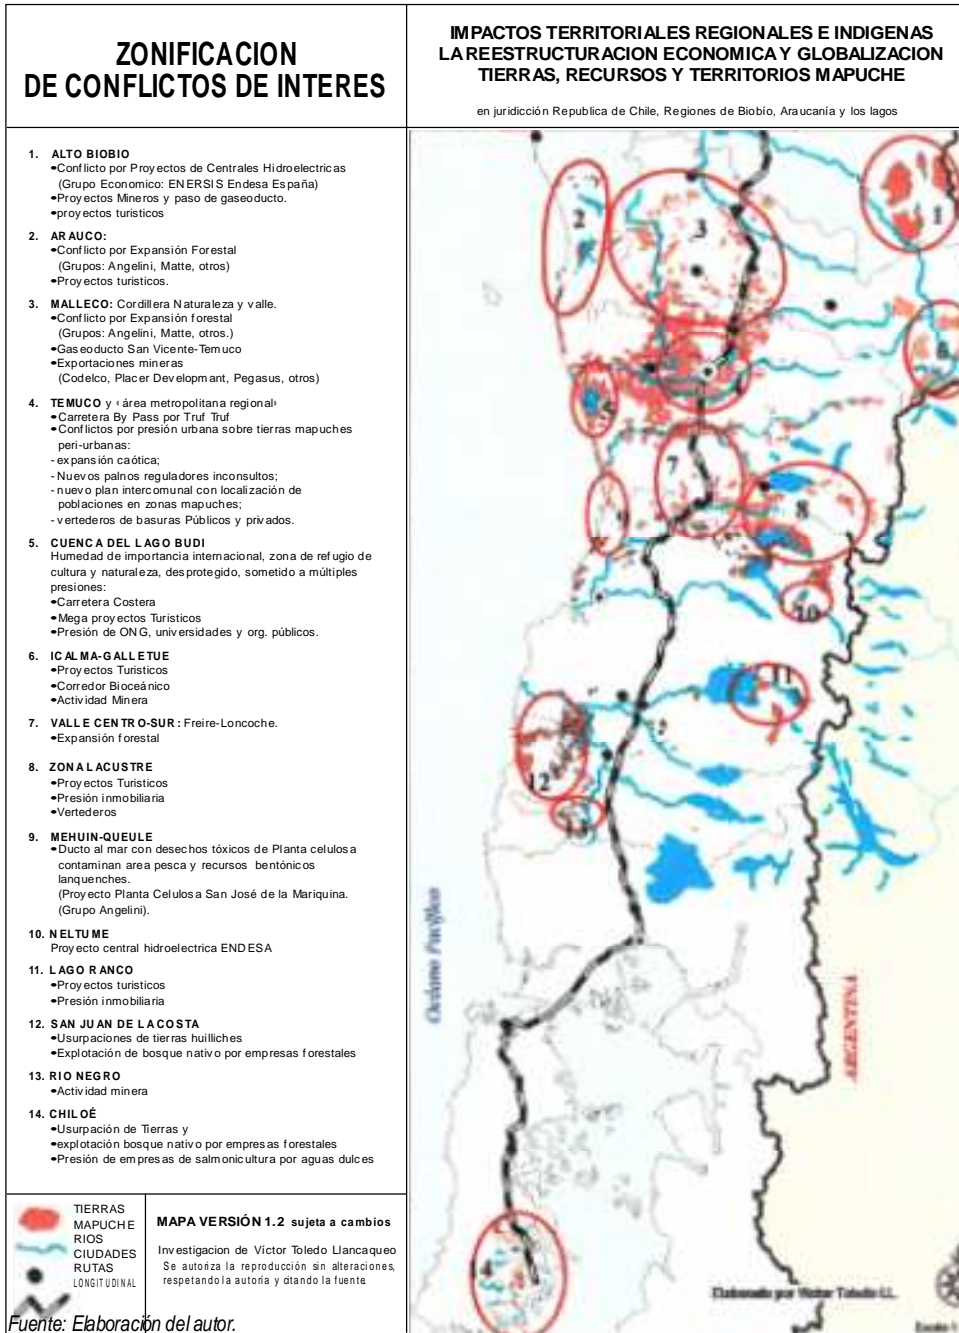 ZONIFICACION
DE CONFLICTOS DE INTERES
IMPACTOS TERRITORIALES REGIONALES E INDIGENAS
LA REESTRUCTURACION ECONOMICA Y GLOBALIZACION
TIERRAS, RECURSOS Y TERRITORIOS MAPUCHE
en juridicción Republica de Chile, Regiones de Biobío, Araucanía y los lagos
1. ALTO BIOBIO
•Conflicto por Proyectos de Centrales Hidroelectricas
(Grupo Economico: ENERSIS Endesa España)
•Proyectos Mineros y paso de gaseoducto.
•proyectos turisticos
2. ARAUCO:
•Conflicto por Expansión Forestal
(Grupos: Angelini, Matte, otros)
•Proyectos turisticos.
3. MALLECO: Cordillera Naturaleza y valle.
•Conflicto por Expansión forestal
(Grupos: Angelini, Matte, otros.)
•Gaseoducto San Vicente-Temuco
•Exportaciones mineras
(Codelco, Placer Developmant, Pegasus, otros)
4. TEMUCO y ‹área metropolitana regional›
•Carretera By Pass por Truf Truf
•Conflictos por presión urbana sobre tierras mapuches
peri-urbanas:
- expansión caótica;
- Nuevos palnos reguladores inconsultos;
- nuevo plan intercomunal con localización de
poblaciones en zonas mapuches;
- vertederos de basuras Públicos y privados.
5. CUENCA DEL LAGO BUDI
Humedad de importancia internacional, zona de refugio de
cultura y naturaleza, desprotegido, sometido a múltiples
presiones:
•Carretera Costera
•Mega proyectos Turisticos
•Presión de ONG, universidades y org. públicos.
6. ICALMA-GALLETUE
•Proyectos Turisticos
•Corredor Bioceánico
•Actividad Minera
7. VALLE CENTRO-SUR: Freire-Loncoche.
•Expansión forestal
8. ZONA LACUSTRE
•Proyectos Turisticos
•Presión inmobiliaria
•Vertederos
9. MEHUIN-QUEULE
•Ducto al mar con desechos tóxicos de Planta celulosa
contaminan area pesca y recursos bentónicos
lanquenches.
(Proyecto Planta Celulosa San José de la Mariquina.
(Grupo Angelini).
10. NELTUME
Proyecto central hidroelectrica ENDESA
11. LAGO RANCO
•Proyectos turisticos
•Presión inmobiliaria
12. SAN JUAN DE LA COSTA
•Usurpaciones de tierras huilliches
•Explotación de bosque nativo por empresas forestales
13. RIO NEGRO
•Actividad minera
14. CHILOÉ
•Usurpación de Tierras y
•explotación bosque nativo por empresas forestales
•Presión de empresas de salmonicultura por aguas dulces
TIERRAS
MAPUCHE
RIOS
CIUDADES
RUTAS
LONGITUDINAL
MAPA VERSIÓN 1.2 sujeta a cambios
Investigacion de Víctor Toledo Llancaqueo
Se autoriza la reproducción sin alteraciones,
respetando la autoría y citando la fuente
Fuente: Elaboración del autor.
1
2
3
6
5
7
8
9
10
11
12
14
Océano Pacífico
ARGENTINA
Elaborado por Víctor Toledo LL.